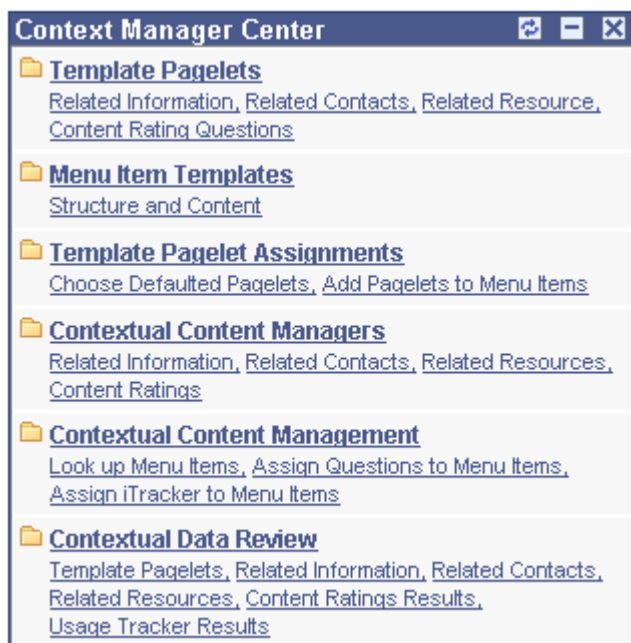 Context Manager Center
Template Pagelets
Related Information, Related Contacts, Related Resource,
Content Rating Questions
Menu Item Templates
Structure and Content
Template Pagelet Assignments
Choose Defaulted Pagelets, Add Pagelets to Menu Items
Contextual Content Managers
Related Information, Related Contacts, Related Resources,
Content Ratings
Contextual Content Management
Look up Menu Items, Assign Questions to Menu Items,
Assign iTracker to Menu Items
Contextual Data Review
Template Pagelets, Related Information, Related Contacts,
Related Resources, Content Ratings Results,
Usage Tracker Results